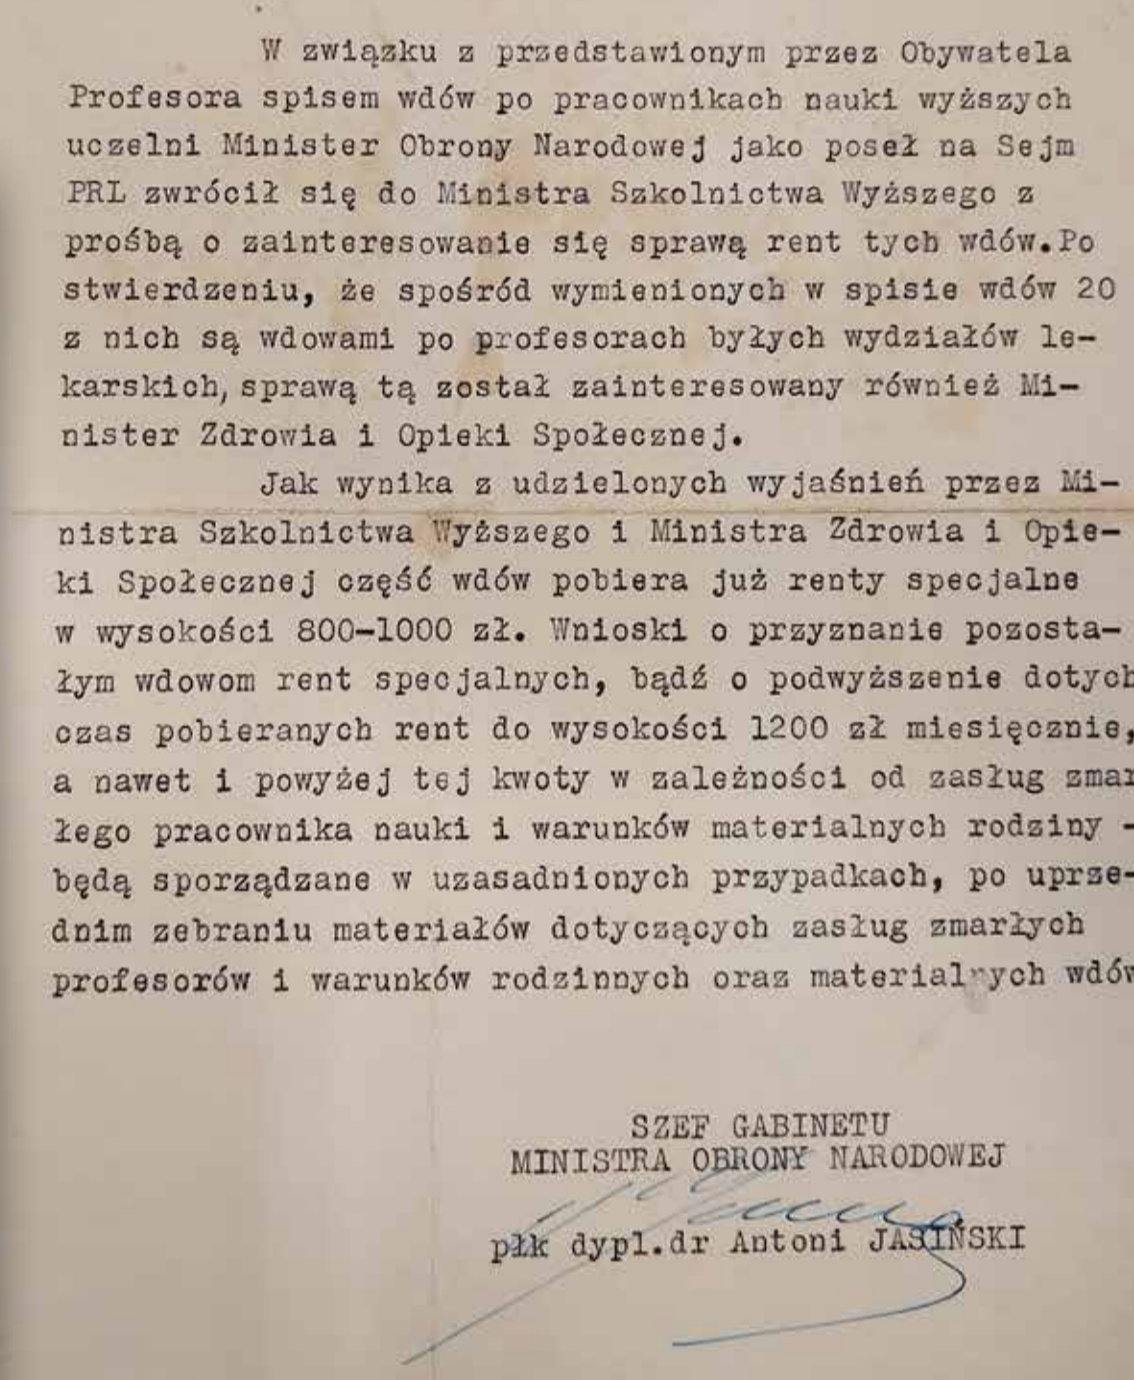 W związku z przedstawionym przez Obywatela
Profesora spisem wdów po pracownikach nauki wyższych
uczelni Minister Obrony Narodowej jako poseł na Sejm
PRL zwrócił się do Ministra Szkolnictwa Wyższego z
prośbą o zainteresowanie się sprawą rent tych wdów.Po
stwierdzeniu, że spośród wymienionych w spisie wdów 20
z nich są wdowami po profesorach byłych wydziałów le-
karskich, sprawą tą został zainteresowany również Mi-
nister Zdrowia i Opieki Społecznej.
Jak wynika z udzielonych wyjaśnień przez Mi-
nistra Szkolnictwa Wyższego i Ministra Zdrowia i Opie-
ki Społecznej część wdów pobiera już renty specjalne
w wysokości 800-1000 zł. Wnioski o przyznanie pozosta-
łym wdowom rent specjalnych, bądź o podwyższenie dotych
czas pobieranych rent do wysokości 1200 zł miesięcznie,
a nawet i powyżej tej kwoty w zależności od zasług zmar
łego pracownika nauki i warunków materialnych rodziny -
będą sporządzane w uzasadnionych przypadkach, po uprze-
dnim zebraniu materiałów dotyczących zasług zmarłych
profesorów i warunków rodzinnych oraz materialnych wdów
SZEF GABINETU
MINISTRA OBRONY NARODOWEJ
płk dypl.dr Antoni JASIŃSKI